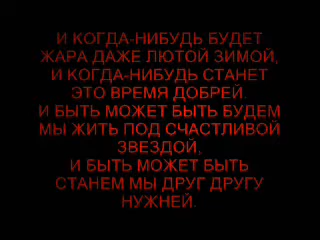 И КОГДА-НИБУДЬ БУДЕТ
ЖАРА ДАЖЕ ЛЮТОЙ ЗИМОЙ,
И КОГДА-НИБУДЬ СТАНЕТ
ЭТО ВРЕМЯ ДОБРЕЙ.
И БЫТЬ МОЖЕТ БЫТЬ БУДЕМ
МЫ ЖИТЬ ПОД СЧАСТЛИВОЙ
ЗВЕЗДОЙ,
И БЫТЬ МОЖЕТ БЫТЬ
СТАНЕМ МЫ ДРУГ ДРУГУ
НУЖНЕЙ.